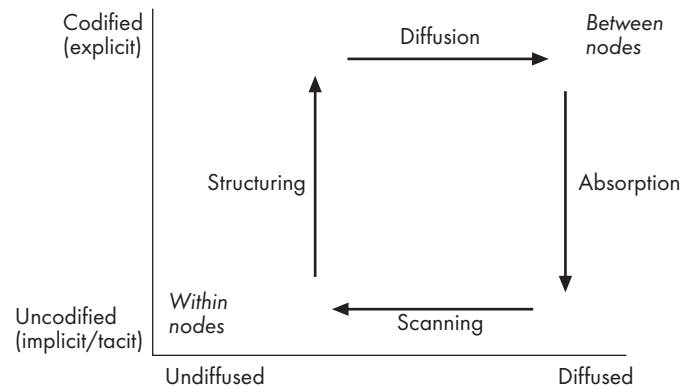 Codified
(explicit)
Diffusion
Between
nodes
Structuring
Absorption
Within
nodes
Uncodified
(implicit/tacit)
Scanning
Undiffused
Diffused